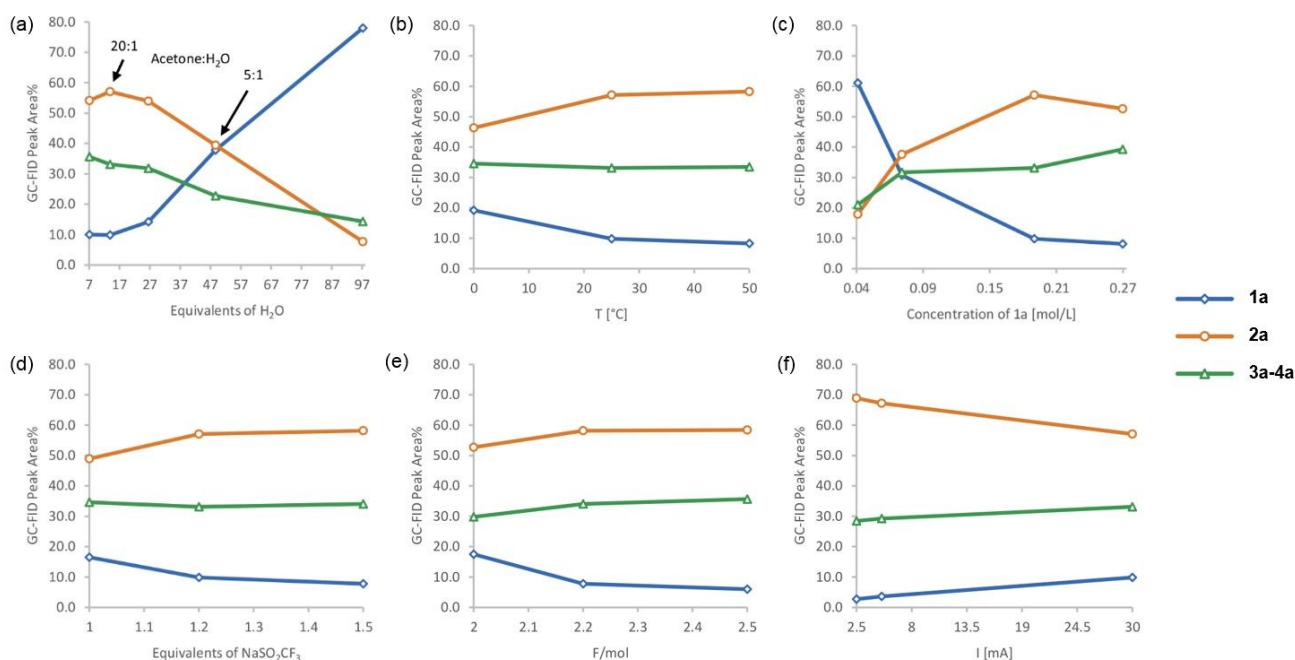 (a)
80.0
70.0
60.0
50.0
40.0
30.0
20.0
10.0
0.0
GC-FID Peak Area%
20:1
Acetone:H₂O
5:1
7 17 27 37 47 57 67 77 87 97
Equivalents of H₂O
(b)
80.0
70.0
60.0
50.0
40.0
30.0
20.0
10.0
0.0
GC-FID Peak Area%
0 10 20 30 40 50
T [°C]
(c)
80.0
70.0
60.0
50.0
40.0
30.0
20.0
10.0
0.0
GC-FID Peak Area%
0.04 0.09 0.15 0.21 0.27
Concentration of 1a [mol/L]
1a
2a
3a-4a
(d)
80.0
70.0
60.0
50.0
40.0
30.0
20.0
10.0
0.0
GC-FID Peak Area%
1 1.1 1.2 1.3 1.4 1.5
Equivalents of NaSO₂CF₃
(e)
80.0
70.0
60.0
50.0
40.0
30.0
20.0
10.0
0.0
GC-FID Peak Area%
2 2.1 2.2 2.3 2.4 2.5
F/mol
(f)
80.0
70.0
60.0
50.0
40.0
30.0
20.0
10.0
0.0
GC-FID Peak Area%
2.5 8 13.5 19 24.5 30
I [mA]